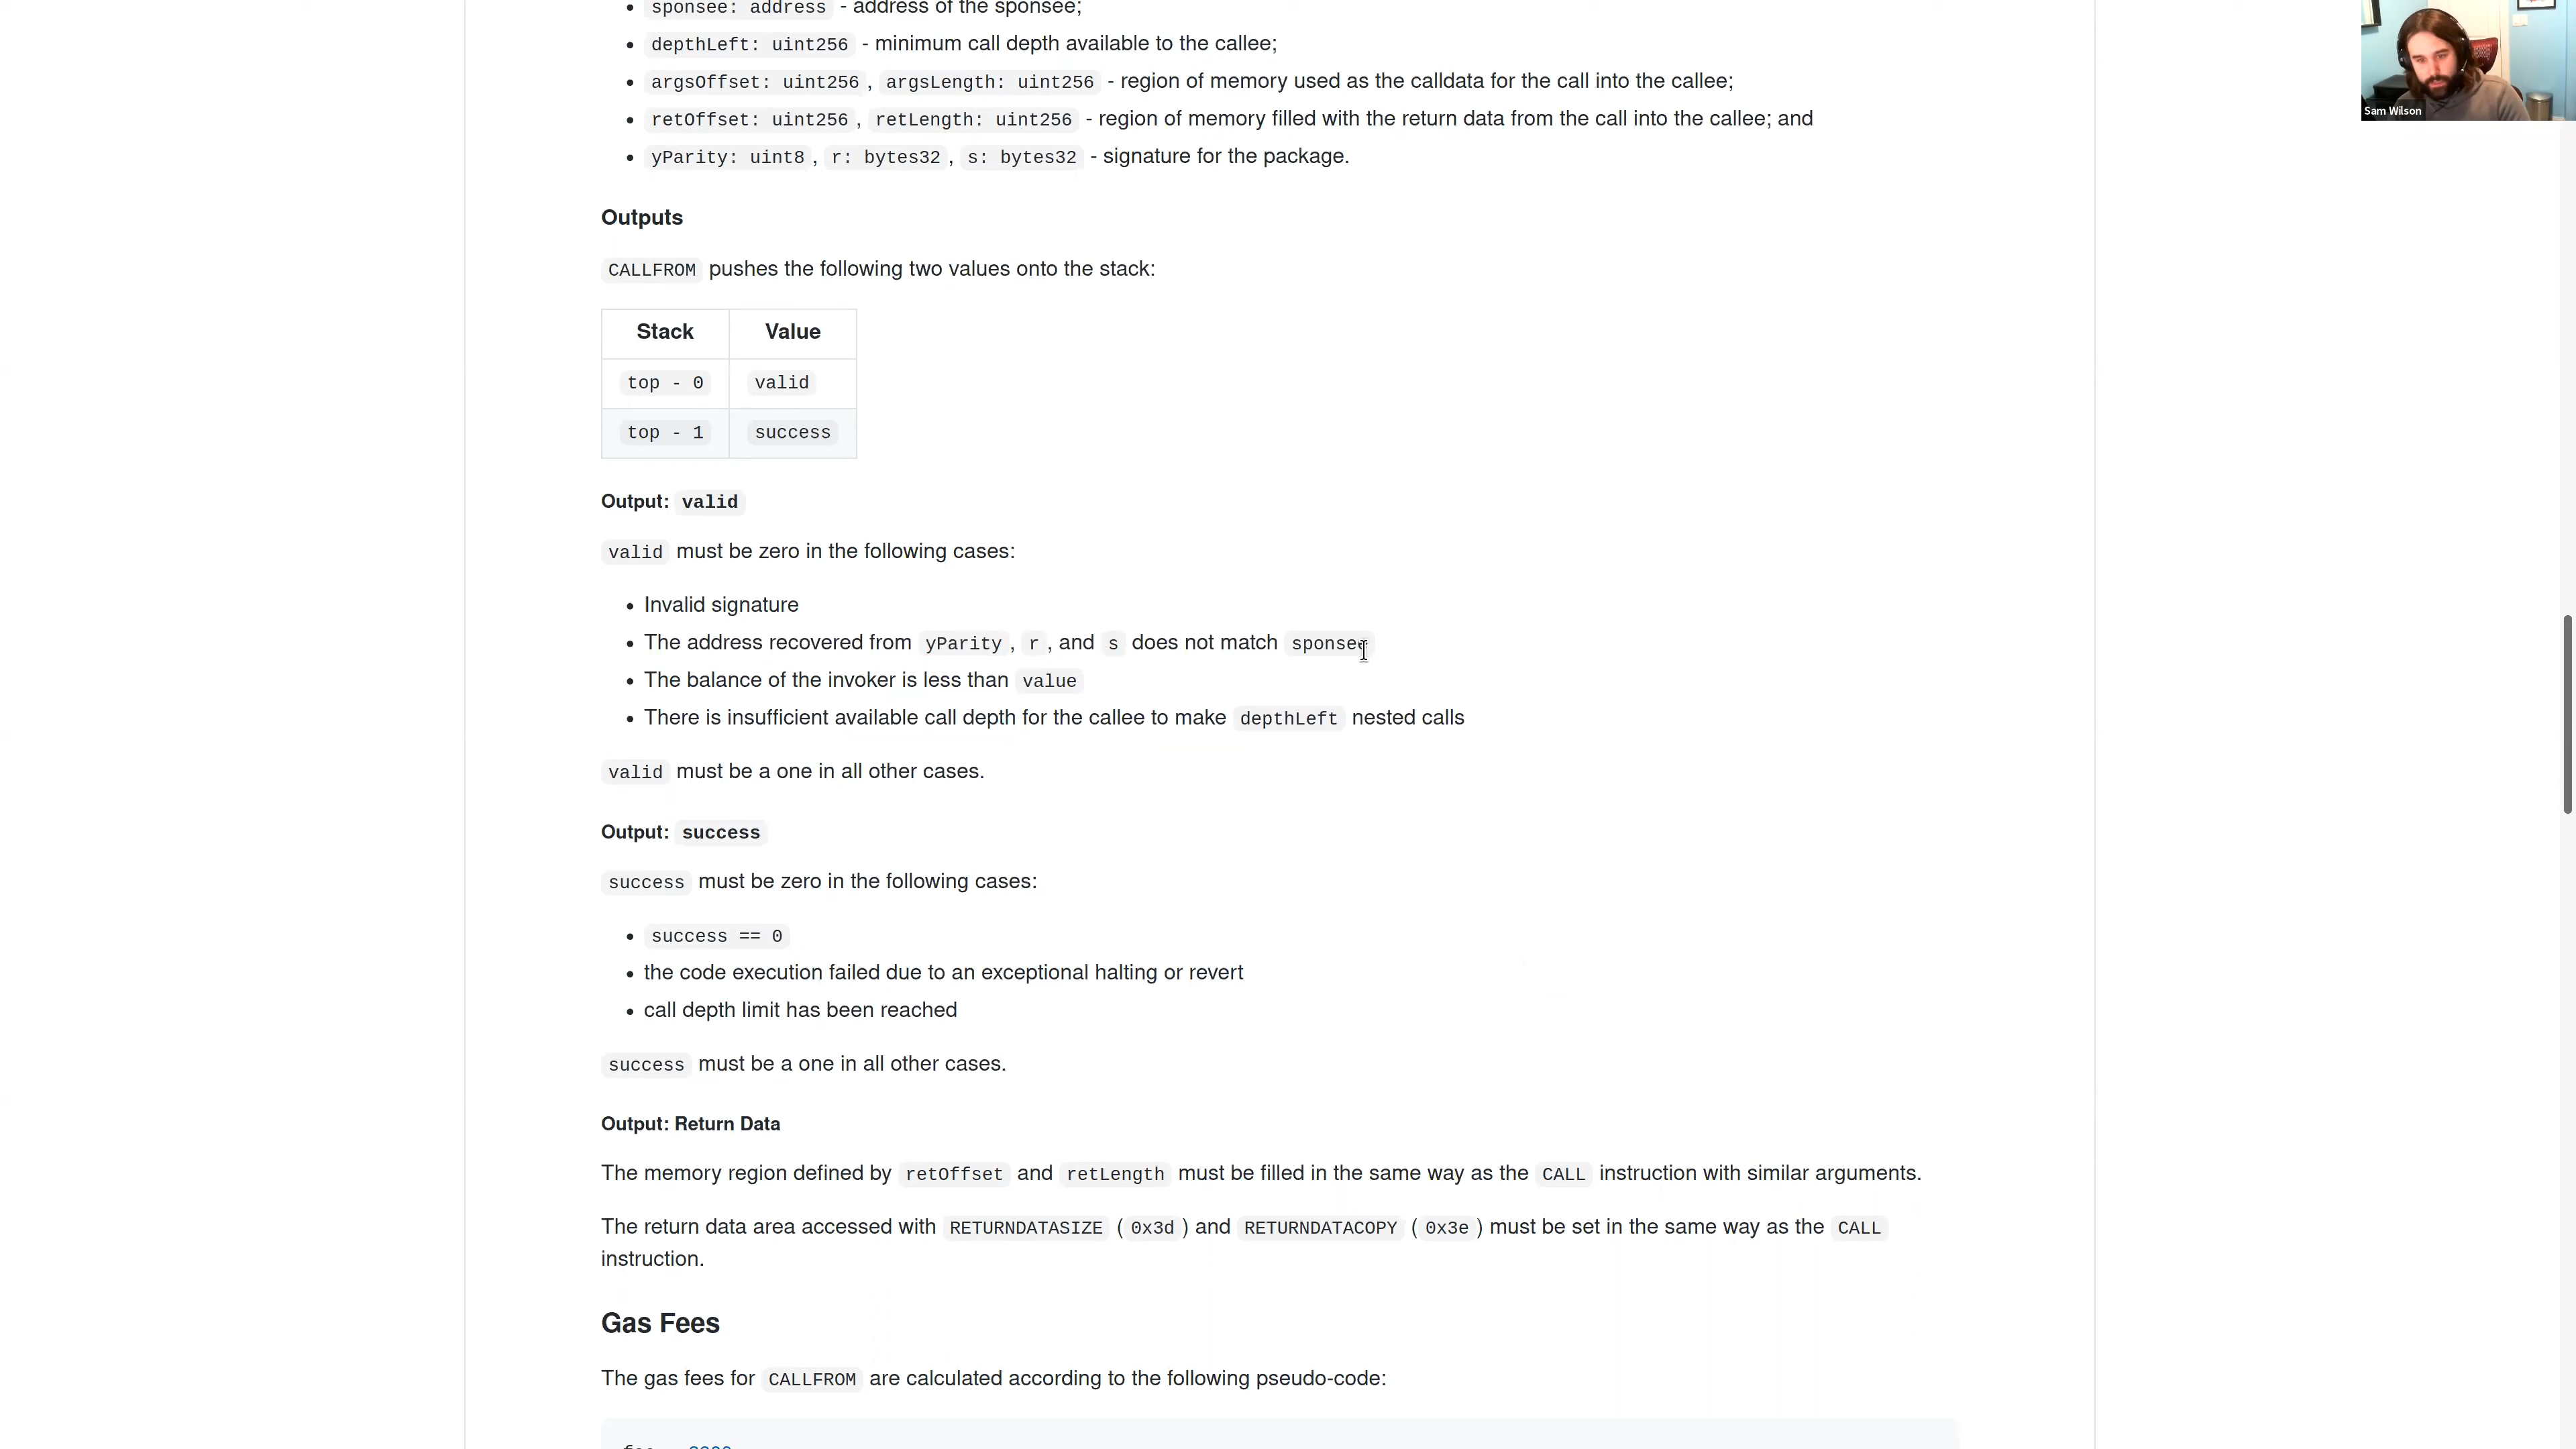 sponsee: address - address of the sponsee;
depthLeft: uint256 - minimum call depth available to the callee;
argsOffset: uint256, argsLength: uint256 - region of memory used as the calldata for the call into the callee;
retOffset: uint256, retLength: uint256 - region of memory filled with the return data from the call into the callee; and
yParity: uint8, r: bytes32, s: bytes32 - signature for the package.
Sam Wilson
Outputs
CALLFROM pushes the following two values onto the stack:
Stack Value
top - 0 valid
top - 1 success
Output: valid
valid must be zero in the following cases:
Invalid signature
The address recovered from yParity, r, and s does not match sponsee
The balance of the invoker is less than value
There is insufficient available call depth for the callee to make depthLeft nested calls
valid must be a one in all other cases.
Output: success
success must be zero in the following cases:
success == 0
the code execution failed due to an exceptional halting or revert
call depth limit has been reached
success must be a one in all other cases.
Output: Return Data
The memory region defined by retOffset and retLength must be filled in the same way as the CALL instruction with similar arguments.
The return data area accessed with RETURNDATASIZE (0x3d) and RETURNDATACOPY (0x3e) must be set in the same way as the CALL
instruction.
Gas Fees
The gas fees for CALLFROM are calculated according to the following pseudo-code: